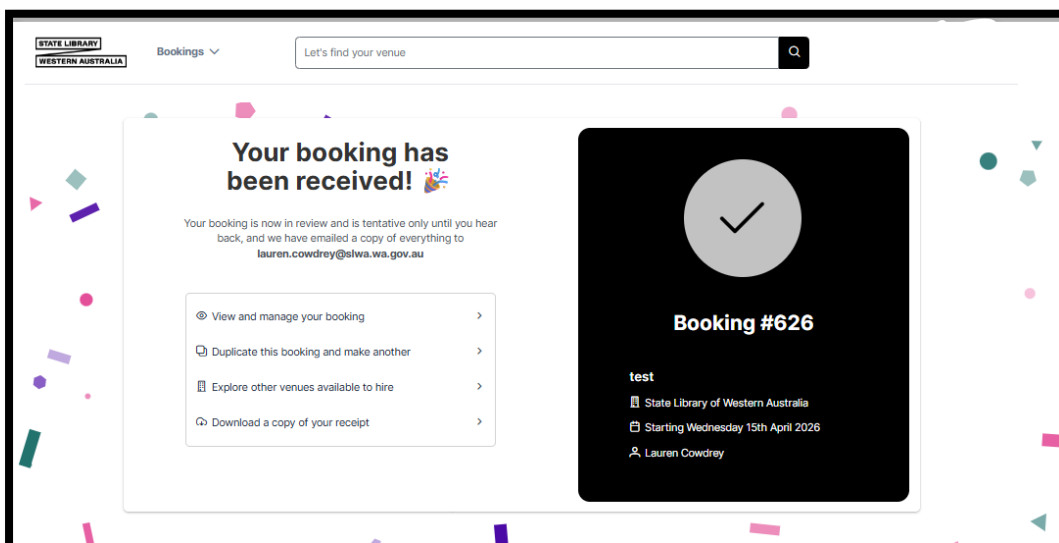 STATE LIBRARY
WESTERN AUSTRALIA
Bookings
Let's find your venue
Your booking has
been received! 🎉
Your booking is now in review and is tentative only until you hear
back, and we have emailed a copy of everything to
lauren.cowdrey@slwa.wa.gov.au
View and manage your booking
Duplicate this booking and make another
Explore other venues available to hire
Download a copy of your receipt
Booking #626
test
State Library of Western Australia
Starting Wednesday 15th April 2026
Lauren Cowdrey